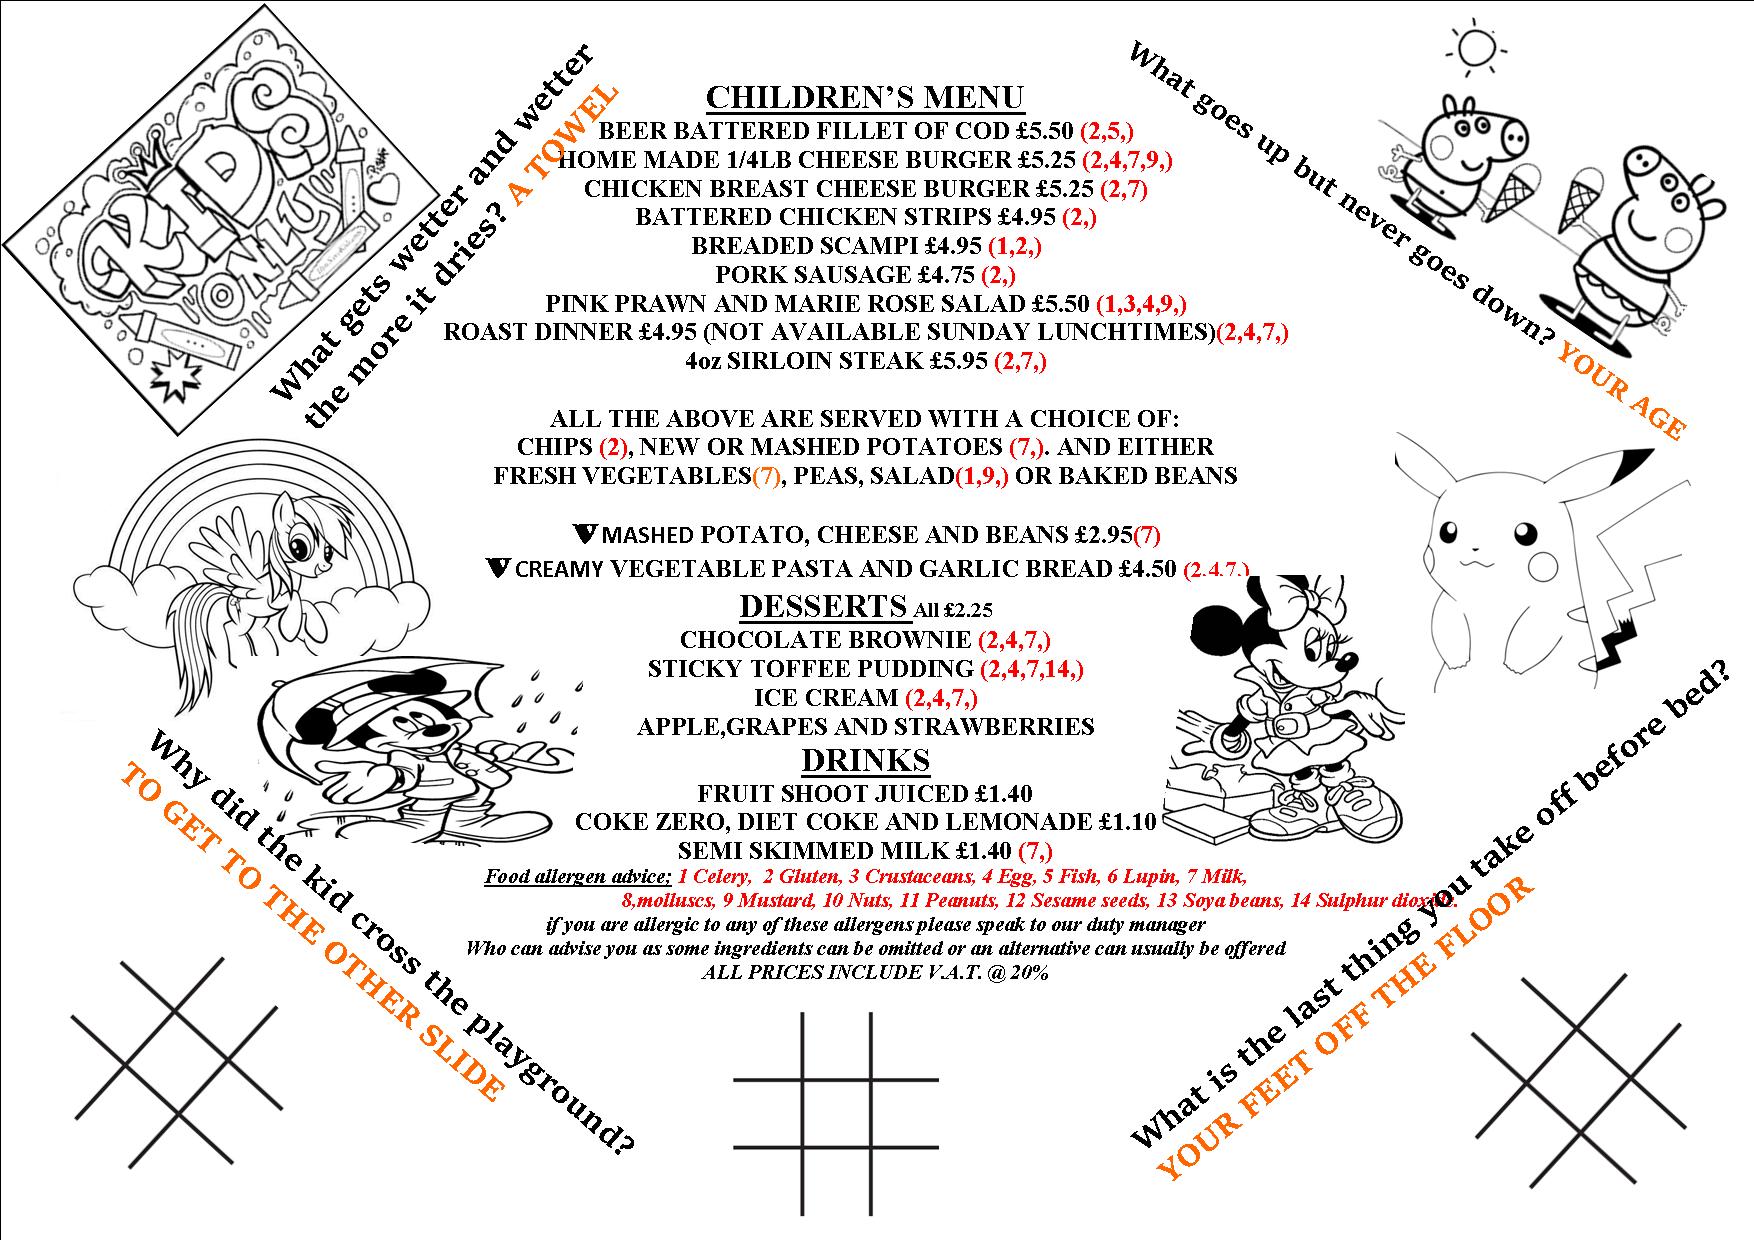 KIDS
ONLY!
What gets wetter and wetter
the more it dries? A TOWEL
What goes up but never goes down? YOUR AGE
CHILDREN'S MENU
BEER BATTERED FILLET OF COD £5.50 (2,5,)
HOME MADE 1/4LB CHEESE BURGER £5.25 (2,4,7,9,)
CHICKEN BREAST CHEESE BURGER £5.25 (2,7)
BATTERED CHICKEN STRIPS £4.95 (2,)
BREADED SCAMPI £4.95 (1,2,)
PORK SAUSAGE £4.75 (2,)
PINK PRAWN AND MARIE ROSE SALAD £5.50 (1,3,4,9,)
ROAST DINNER £4.95 (NOT AVAILABLE SUNDAY LUNCHTIMES)(2,4,7,)
4oz SIRLOIN STEAK £5.95 (2,7,)
ALL THE ABOVE ARE SERVED WITH A CHOICE OF:
CHIPS (2), NEW OR MASHED POTATOES (7,). AND EITHER
FRESH VEGETABLES(7), PEAS, SALAD(1,9,) OR BAKED BEANS
V MASHED POTATO, CHEESE AND BEANS £2.95(7)
V CREAMY VEGETABLE PASTA AND GARLIC BREAD £4.50 (2,4,7,)
DESSERTS All £2.25
CHOCOLATE BROWNIE (2,4,7,)
STICKY TOFFEE PUDDING (2,4,7,14,)
ICE CREAM (2,4,7,)
APPLE,GRAPES AND STRAWBERRIES
DRINKS
FRUIT SHOOT JUICED £1.40
COKE ZERO, DIET COKE AND LEMONADE £1.10
SEMI SKIMMED MILK £1.40 (7,)
Food allergen advice; 1 Celery, 2 Gluten, 3 Crustaceans, 4 Egg, 5 Fish, 6 Lupin, 7 Milk,
8,molluscs, 9 Mustard, 10 Nuts, 11 Peanuts, 12 Sesame seeds, 13 Soya beans, 14 Sulphur dioxide.
if you are allergic to any of these allergens please speak to our duty manager
Who can advise you as some ingredients can be omitted or an alternative can usually be offered
ALL PRICES INCLUDE V.A.T. @ 20%
Why did the kid cross the playground?
TO GET TO THE OTHER SLIDE
What is the last thing you take off before bed?
YOUR FEET OFF THE FLOOR